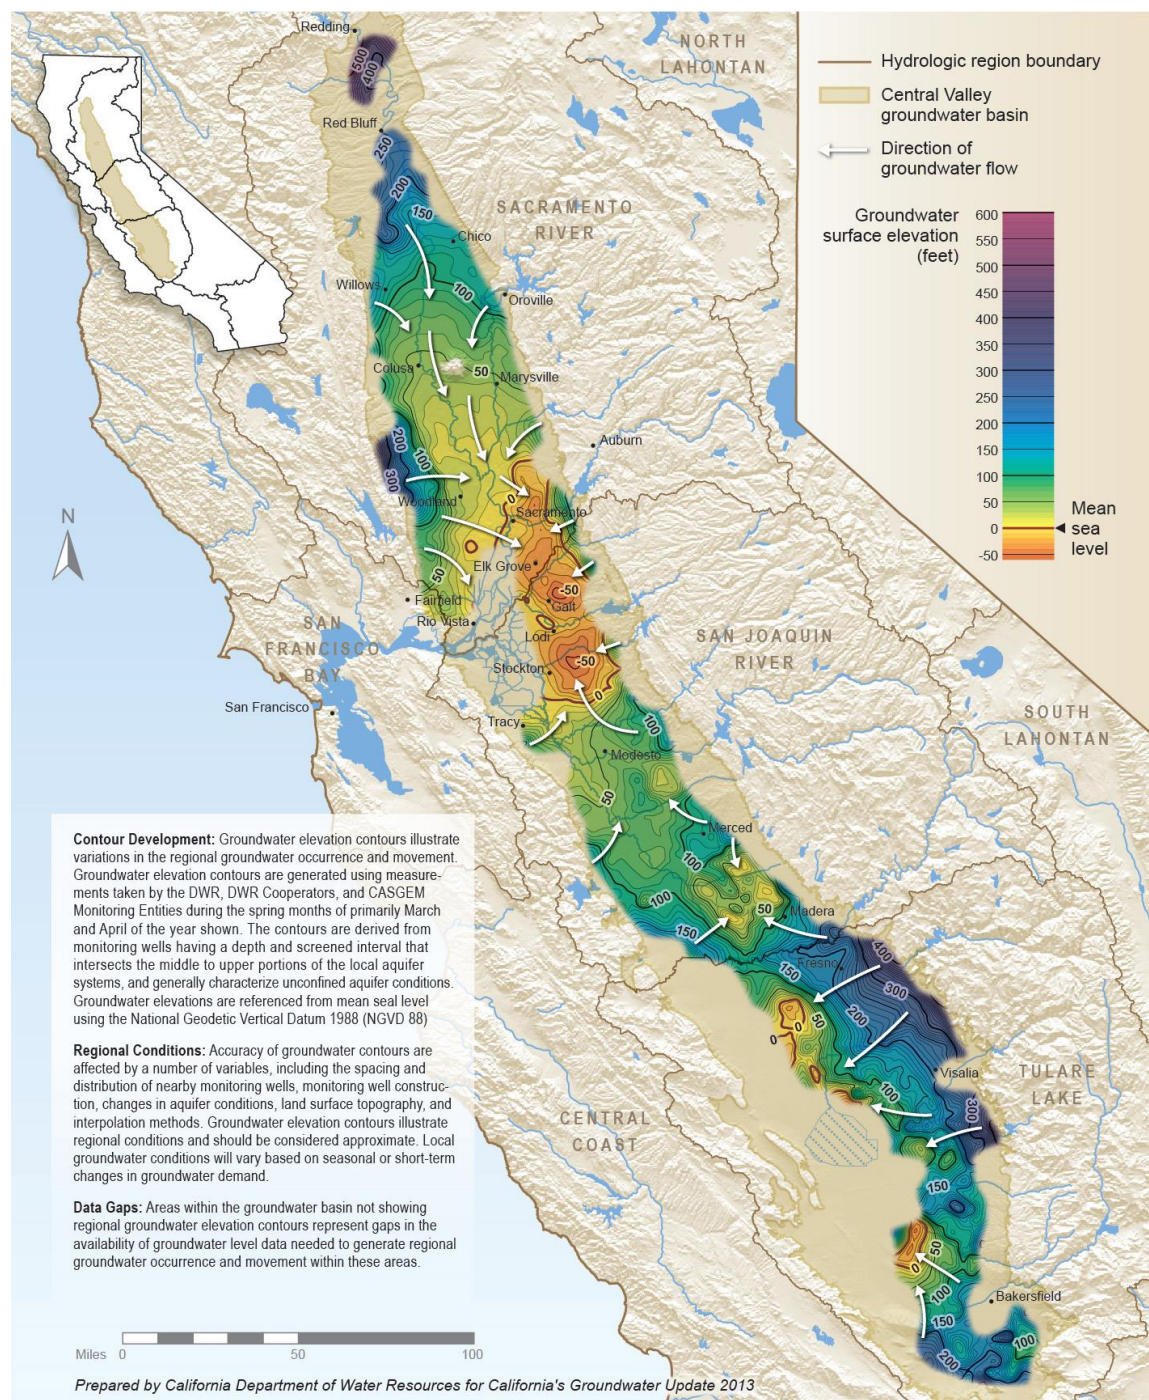 Redding
NORTH
LAHONTAN
Hydrologic region boundary
Central Valley
groundwater basin
Direction of
groundwater flow
Groundwater
surface elevation
(feet)
600
550
500
450
400
350
300
250
200
150
100
50
0
-50
Mean
sea
level
500
400
Red Bluff
250
200
150
SACRAMENTO
RIVER
Chico
Willows
100
Oroville
Colusa
50
Marysville
200
100
300
Auburn
Woodland
0
Sacramento
N
Elk Grove
50
-50
Fairfield
Galt
Rio Vista
SAN
FRANCISCO
BAY
Lodi
SAN JOAQUIN
RIVER
Stockton
-50
0
San Francisco
Tracy
100
SOUTH
LAHONTAN
Modesto
50
Merced
100
100
50
Madera
150
400
150
Fresno
300
200
50
0
0
Visalia
TULARE
LAKE
100
300
CENTRAL
COAST
150
50
0
100
Bakersfield
150
100
200
Contour Development: Groundwater elevation contours illustrate
variations in the regional groundwater occurrence and movement.
Groundwater elevation contours are generated using measure-
ments taken by the DWR, DWR Cooperators, and CASGEM
Monitoring Entities during the spring months of primarily March
and April of the year shown. The contours are derived from
monitoring wells having a depth and screened interval that
intersects the middle to upper portions of the local aquifer
systems, and generally characterize unconfined aquifer conditions.
Groundwater elevations are referenced from mean seal level
using the National Geodetic Vertical Datum 1988 (NGVD 88)
Regional Conditions: Accuracy of groundwater contours are
affected by a number of variables, including the spacing and
distribution of nearby monitoring wells, monitoring well construc-
tion, changes in aquifer conditions, land surface topography, and
interpolation methods. Groundwater elevation contours illustrate
regional conditions and should be considered approximate. Local
groundwater conditions will vary based on seasonal or short-term
changes in groundwater demand.
Data Gaps: Areas within the groundwater basin not showing
regional groundwater elevation contours represent gaps in the
availability of groundwater level data needed to generate regional
groundwater occurrence and movement within these areas.
Miles 0 50 100
Prepared by California Department of Water Resources for California's Groundwater Update 2013